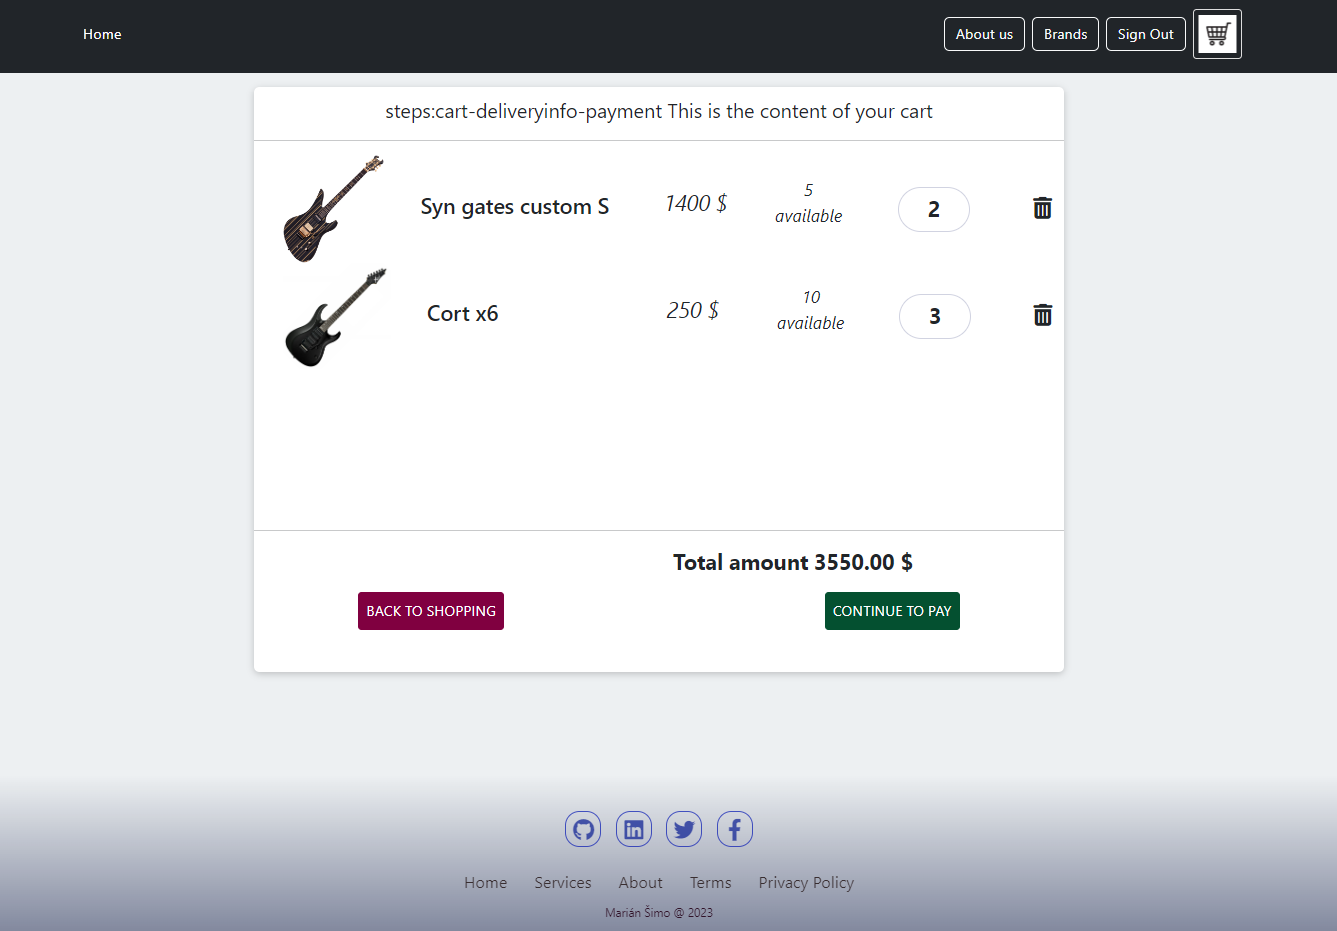 Home
About us
Brands
Sign Out
steps:cart-deliveryinfo-payment This is the content of your cart
Syn gates custom S
1400 $
5
available
2
Cort x6
250 $
10
available
3
Total amount 3550.00 $
BACK TO SHOPPING
CONTINUE TO PAY
Home
Services
About
Terms
Privacy Policy
Marián Šimo @ 2023